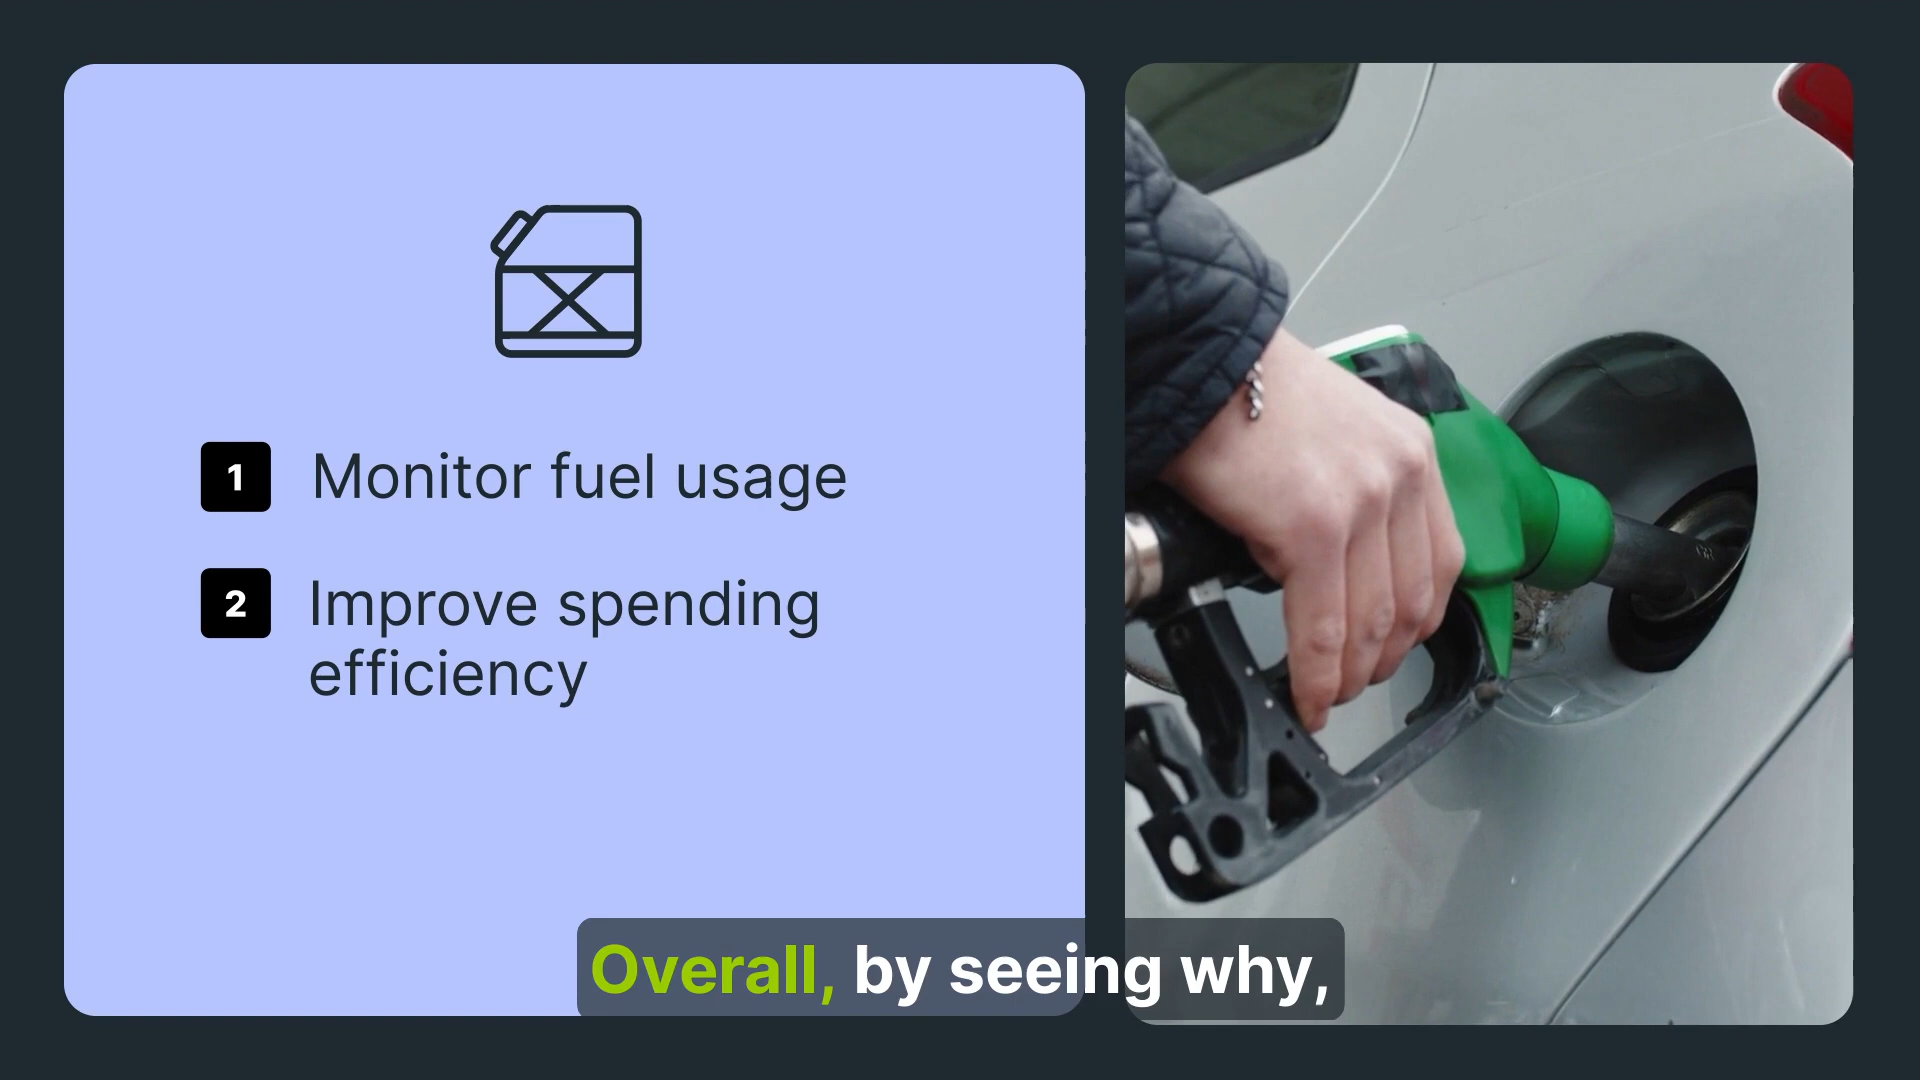 1 Monitor fuel usage
2 Improve spending
efficiency
Overall, by seeing why,